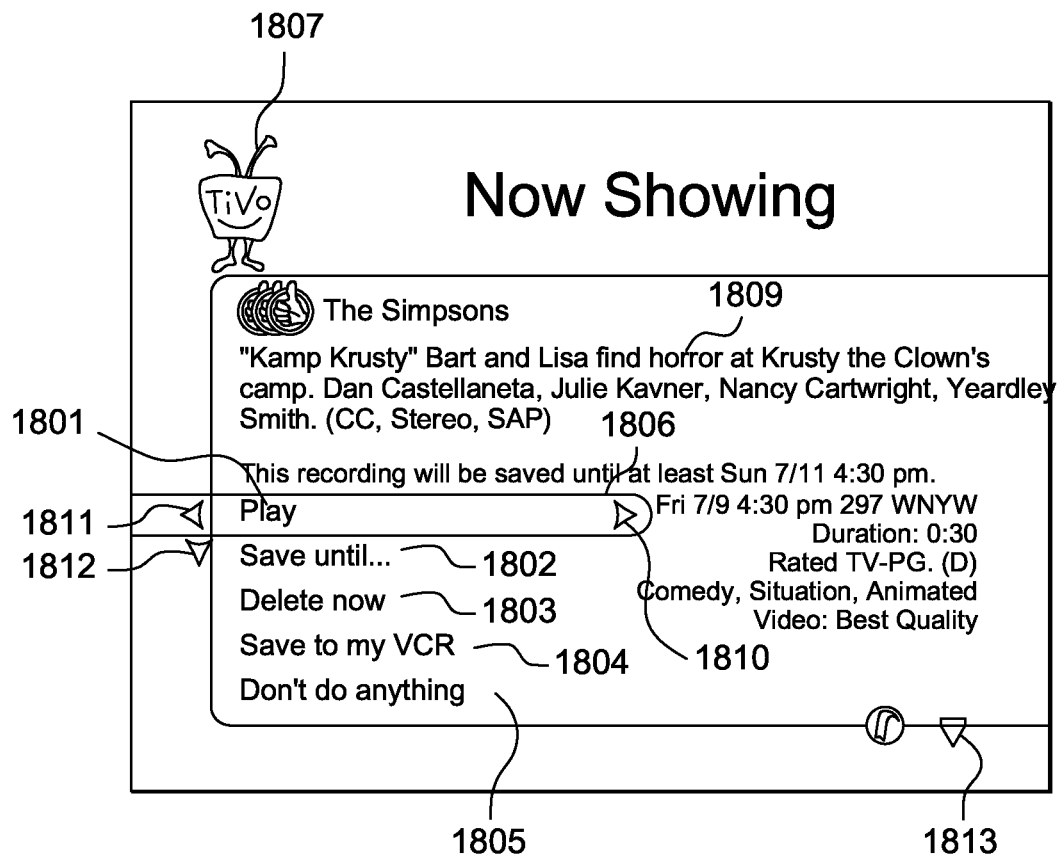 1807
TiVo
Now Showing
The Simpsons
1809
"Kamp Krusty" Bart and Lisa find horror at Krusty the Clown's
camp. Dan Castellaneta, Julie Kavner, Nancy Cartwright, Yeardley
Smith. (CC, Stereo, SAP)
1801
1806
This recording will be saved until at least Sun 7/11 4:30 pm.
1811
Play
Fri 7/9 4:30 pm 297 WNYW
Duration: 0:30
1812
Save until...
1802
Rated TV-PG. (D)
Delete now
1803
Comedy, Situation, Animated
Video: Best Quality
Save to my VCR
1804
1810
Don't do anything
1805
1813